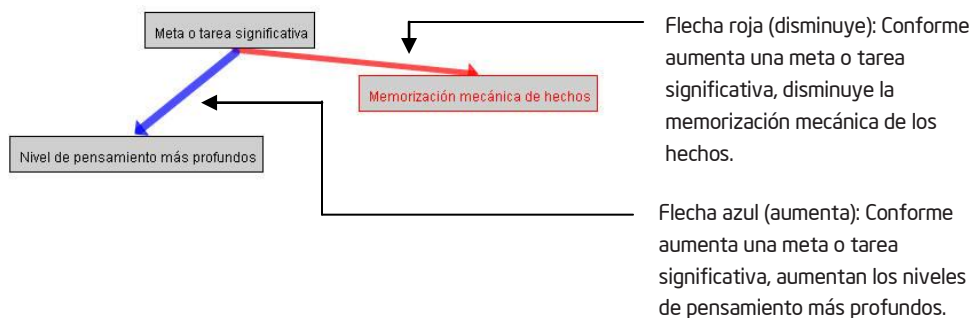 Meta o tarea significativa
Memorización mecánica de hechos
Nivel de pensamiento más profundos
Flecha roja (disminuye): Conforme
aumenta una meta o tarea
significativa, disminuye la
memorización mecánica de los
hechos.
Flecha azul (aumenta): Conforme
aumenta una meta o tarea
significativa, aumentan los niveles
de pensamiento más profundos.